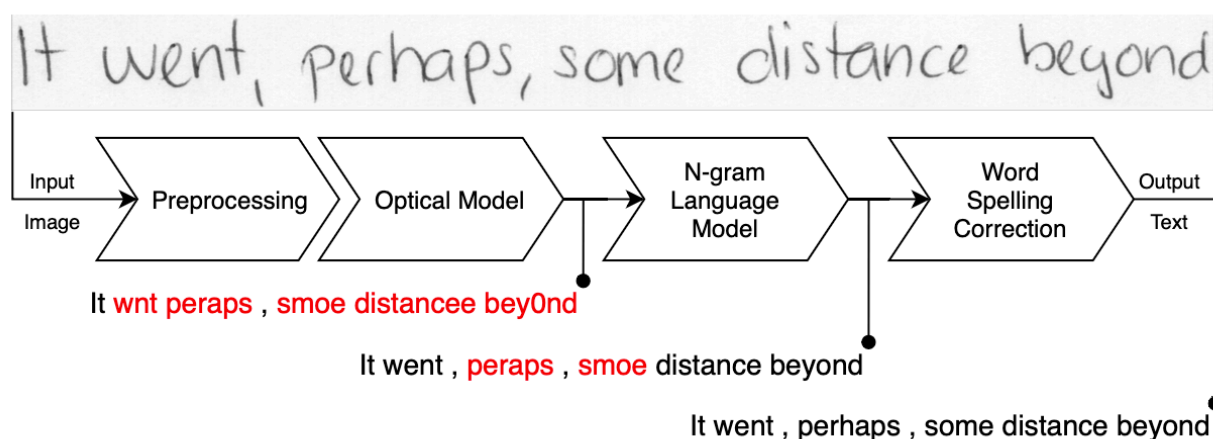 It went, perhaps, some distance beyond
Input
Image
Preprocessing
Optical Model
N-gram
Language
Model
Word
Spelling
Correction
Output
Text
It wnt peraps , smoe distancee bey0nd
It went , peraps , smoe distance beyond
It went , perhaps , some distance beyond